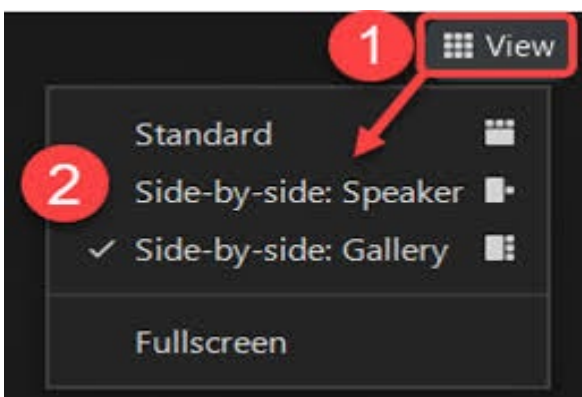 1
View
Standard
2
Side-by-side: Speaker
Side-by-side: Gallery
Fullscreen